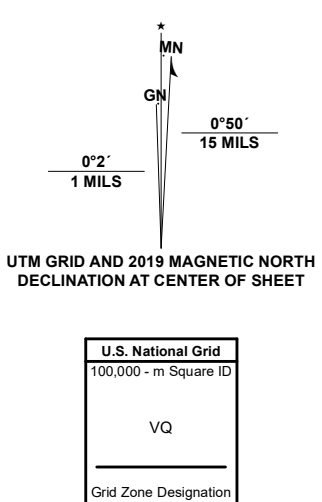 ★
MN
GN
0°50´
15 MILS
0°2´
1 MILS
UTM GRID AND 2019 MAGNETIC NORTH
DECLINATION AT CENTER OF SHEET
U.S. National Grid
100,000 - m Square ID
VQ
Grid Zone Designation